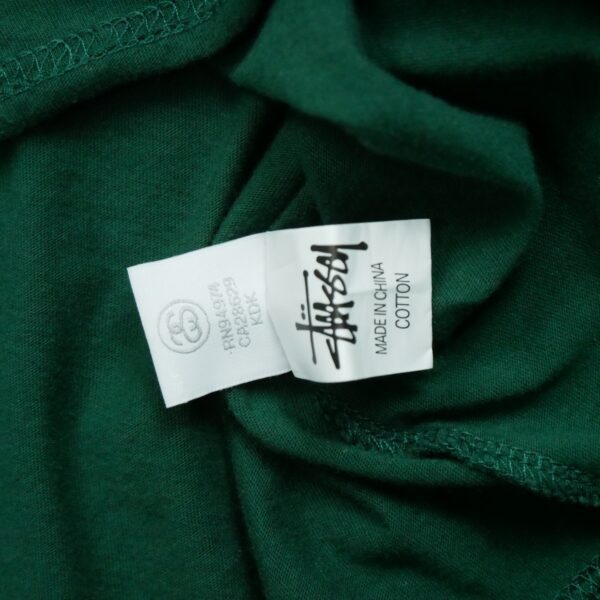 RN94974
CA28629
KDK
Stüssy
MADE IN CHINA
COTTON